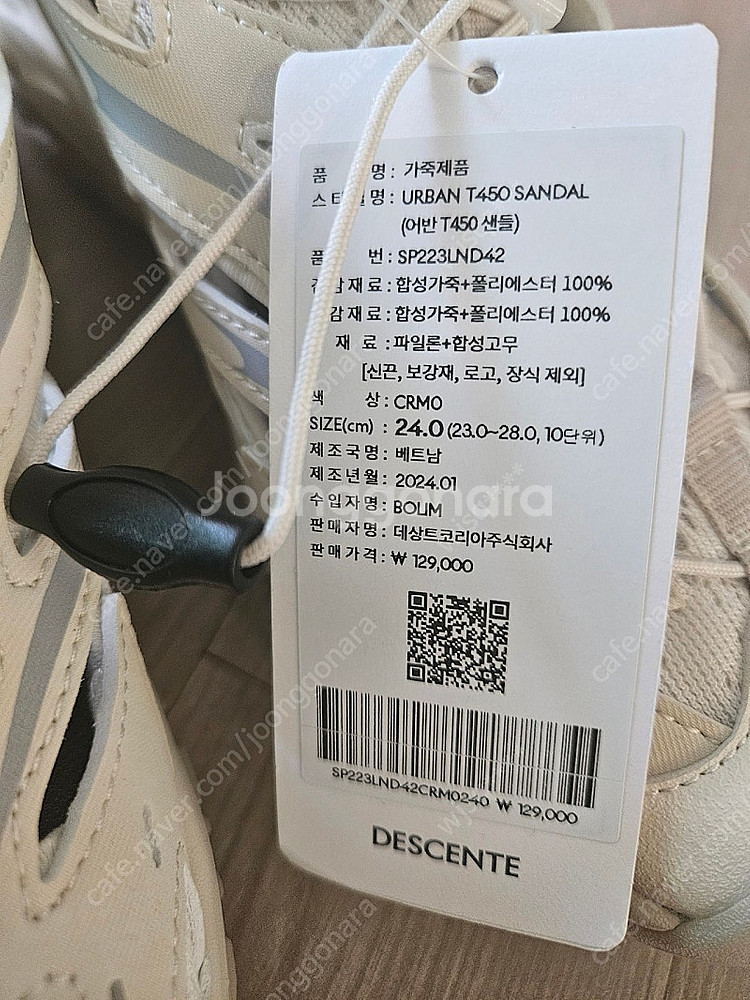 품 명 : 가죽제품
스타일명 : URBAN T450 SANDAL
(어반 T450 샌들)
품 번 : SP223LND42
겉감재료 : 합성가죽+폴리에스터 100%
감재료 : 합성가죽+폴리에스터 100%
재 료 : 파일론+합성고무
[신끈, 보강재, 로고, 장식 제외]
색 상 : CRM0
SIZE(cm) : 24.0 (23.0~28.0, 10단위)
제조국명 : 베트남
제조년월 : 2024.01
수입자명 : BOLIM
판매자명 : 데상트코리아주식회사
판매가격 : ₩ 129,000
SP223LND42CRM0240 ₩ 129,000
DESCENTE
Joonggonara
cafe.naver.com/joonggonara